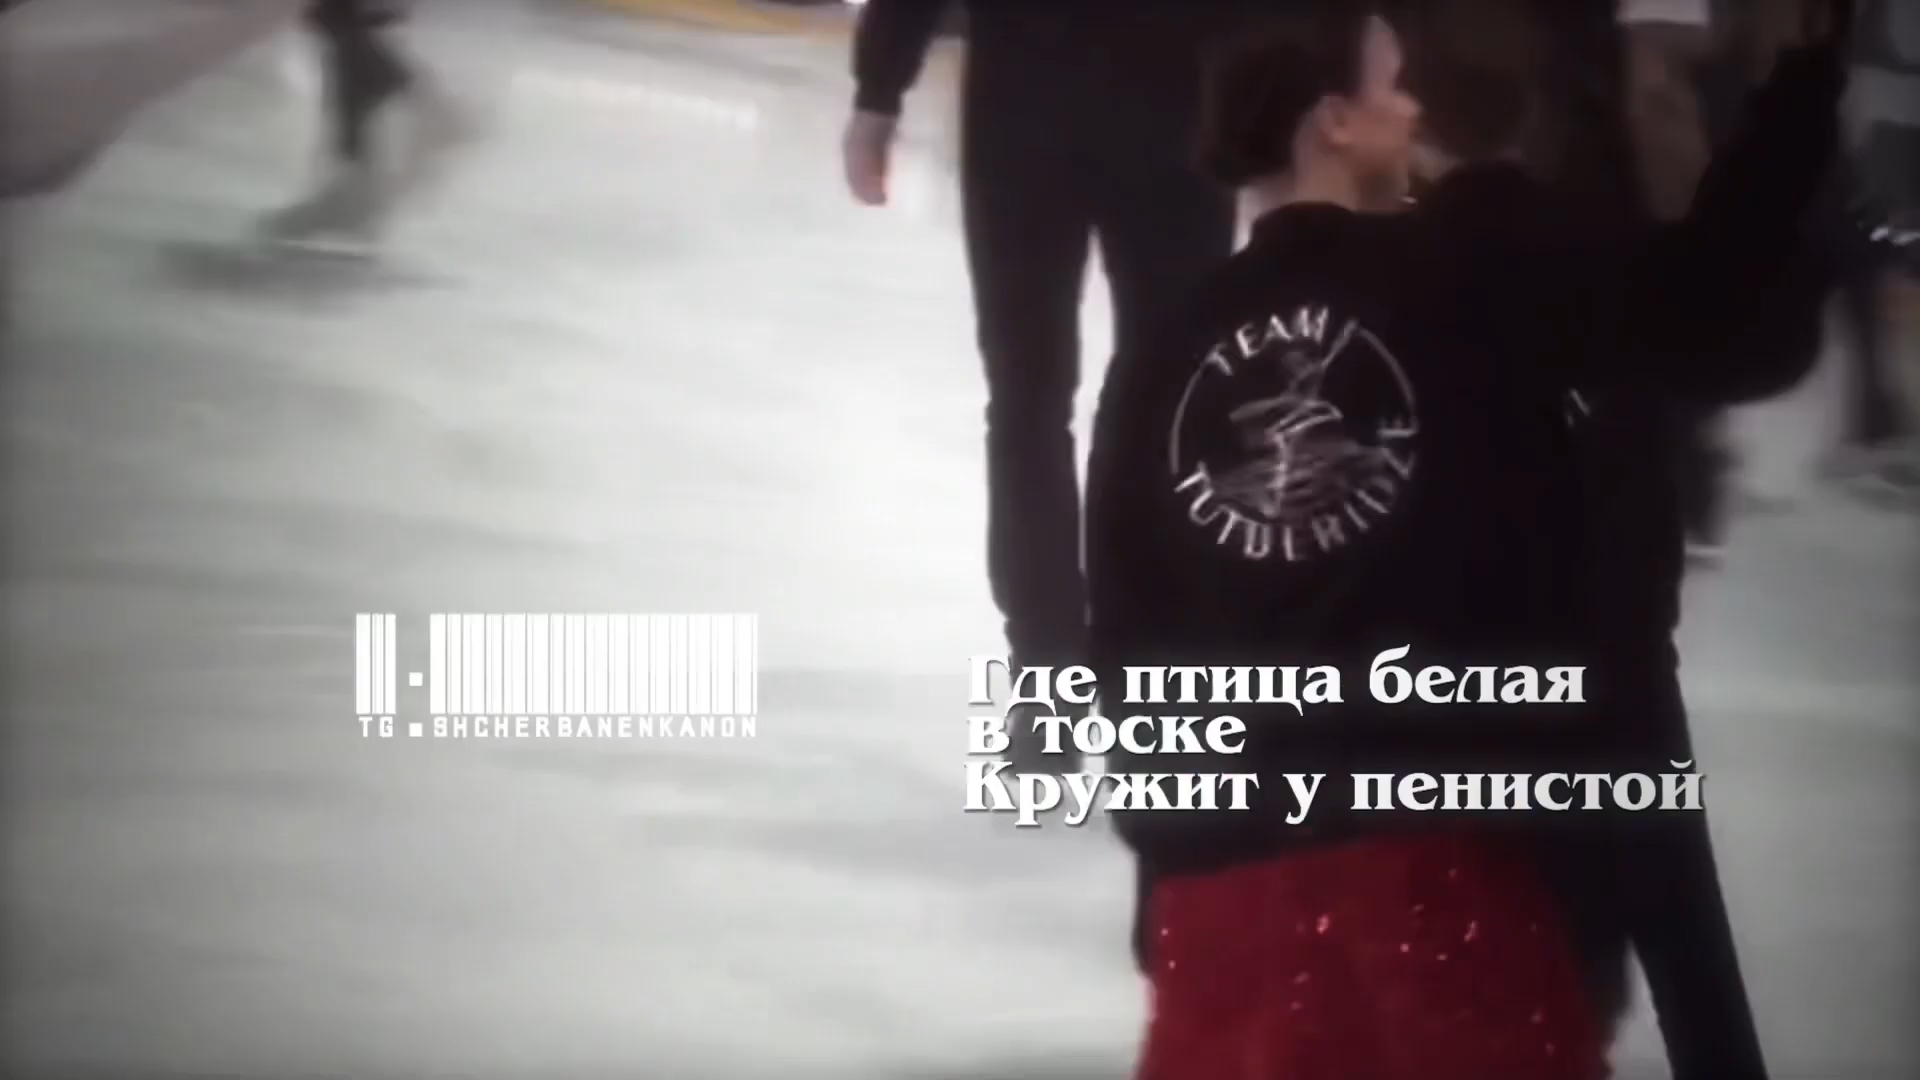 TEAM
TUTBERIDZE
TG:SHCHERBANENKANON
Где птица белая
в тоске
Кружит у пенистой